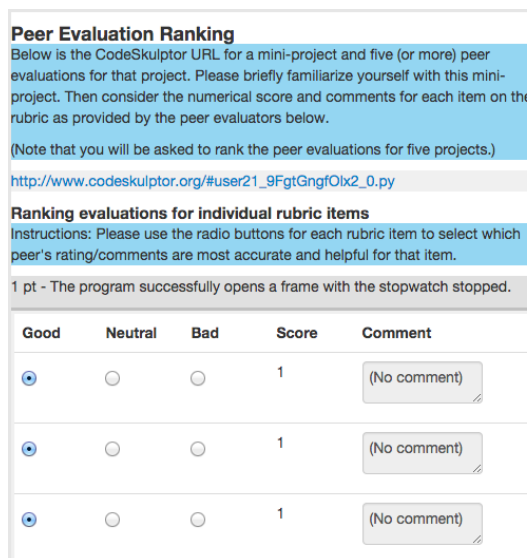 Peer Evaluation Ranking
Below is the CodeSkulptor URL for a mini-project and five (or more) peer
evaluations for that project. Please briefly familiarize yourself with this mini-
project. Then consider the numerical score and comments for each item on the
rubric as provided by the peer evaluators below.
(Note that you will be asked to rank the peer evaluations for five projects.)
http://www.codeskulptor.org/#user21_9FgtGngfOlx2_0.py
Ranking evaluations for individual rubric items
Instructions: Please use the radio buttons for each rubric item to select which
peer's rating/comments are most accurate and helpful for that item.
1 pt - The program successfully opens a frame with the stopwatch stopped.
Good Neutral Bad Score Comment
1 (No comment)
1 (No comment)
1 (No comment)